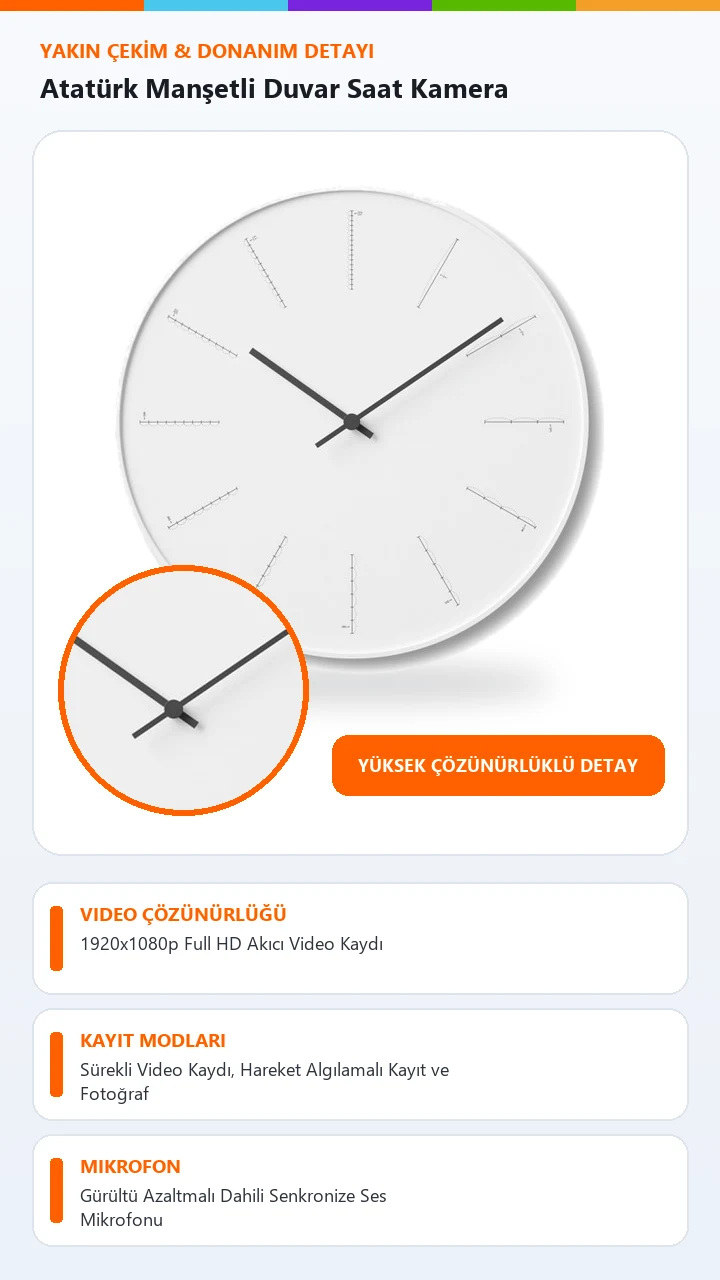 YAKIN ÇEKİM & DONANIM DETAYI
Atatürk Manşetli Duvar Saat Kamera
YÜKSEK ÇÖZÜNÜRLÜKLÜ DETAY
VIDEO ÇÖZÜNÜRLÜĞÜ
1920x1080p Full HD Akıcı Video Kaydı
KAYIT MODLARI
Sürekli Video Kaydı, Hareket Algılamalı Kayıt ve
Fotoğraf
MIKROFON
Gürültü Azaltmalı Dahili Senkronize Ses
Mikrofonu